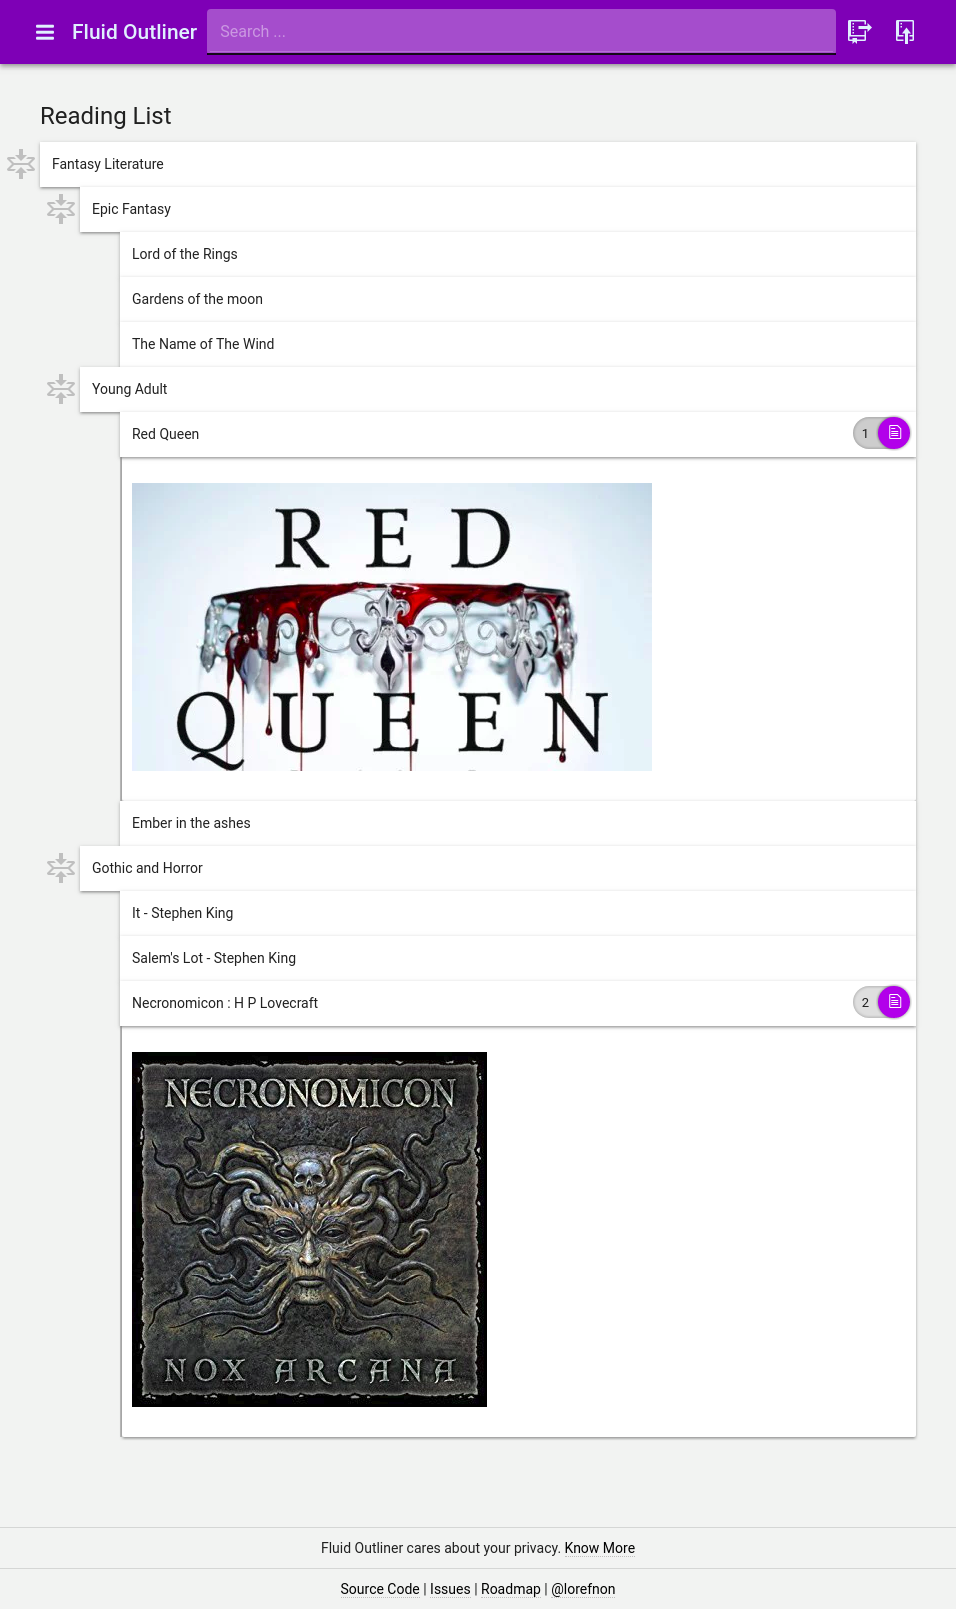 Fluid Outliner
Search ...
Reading List
Fantasy Literature
Epic Fantasy
Lord of the Rings
Gardens of the moon
The Name of The Wind
Young Adult
Red Queen
1
RED
QUEEN
Ember in the ashes
Gothic and Horror
It - Stephen King
Salem's Lot - Stephen King
Necronomicon : H P Lovecraft
2
NECRONOMICON
NOX ARCANA
Fluid Outliner cares about your privacy. Know More
Source Code | Issues | Roadmap | @lorefnon